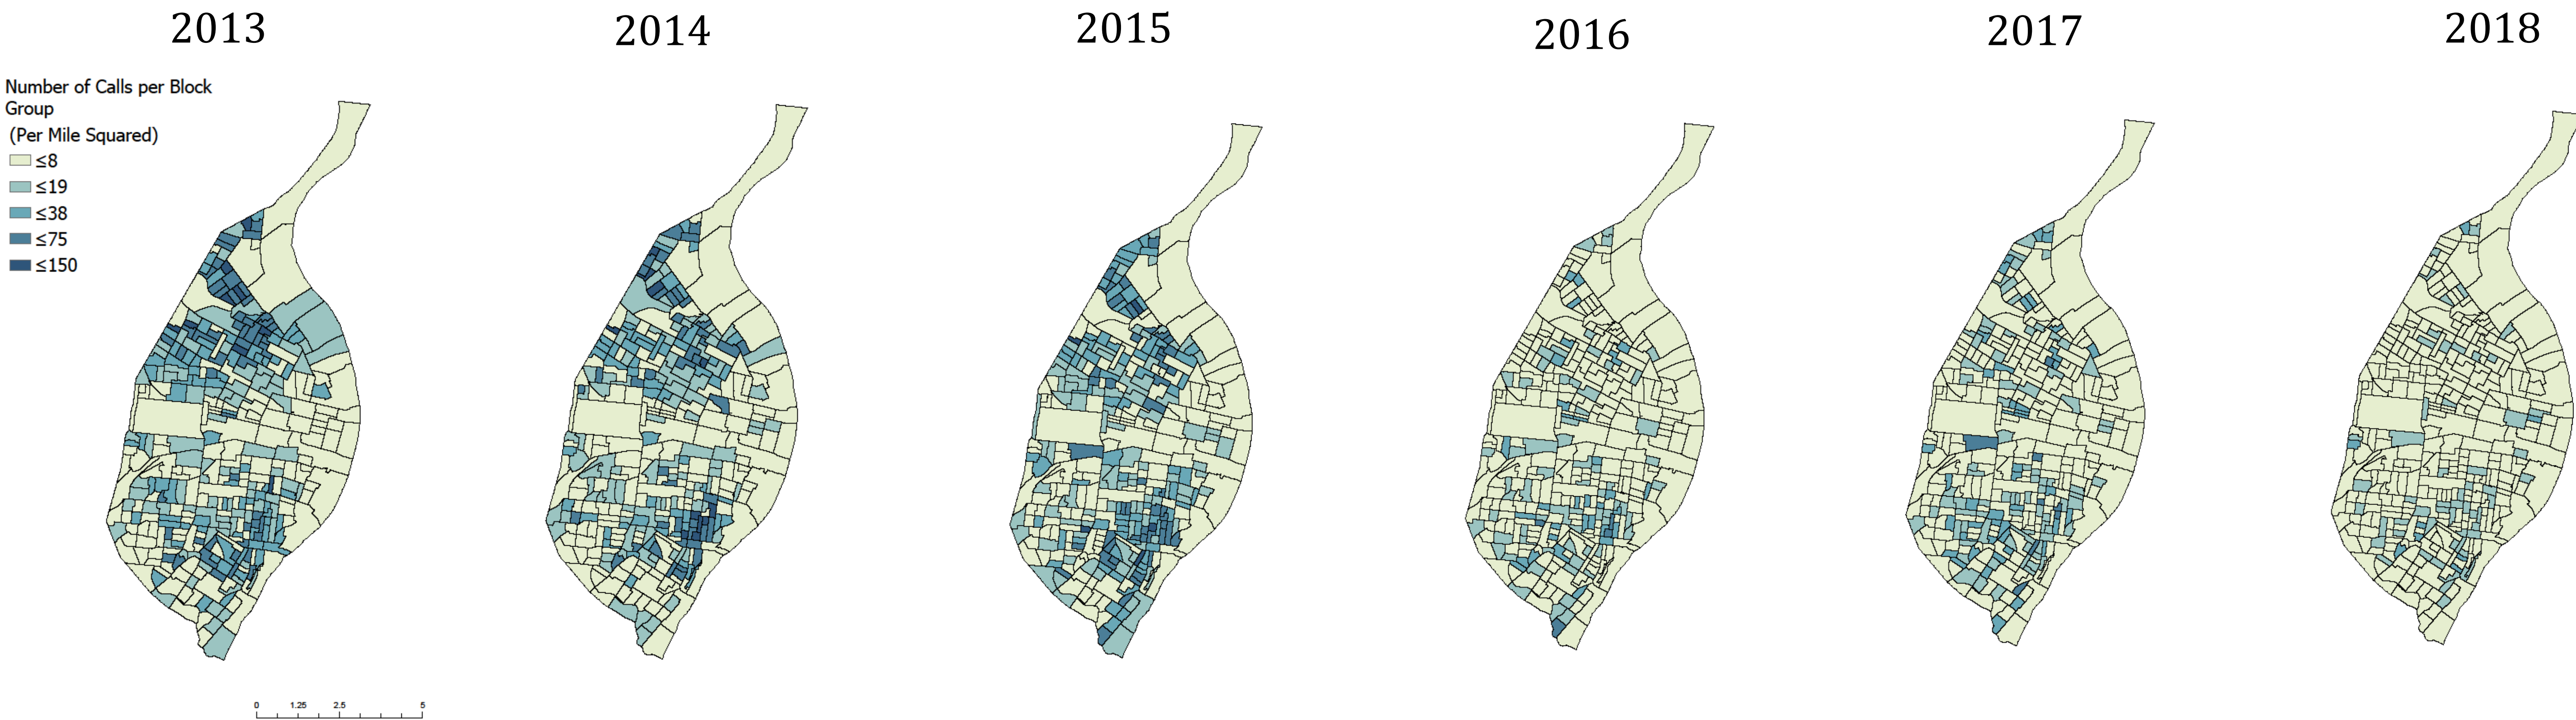 2013 2014 2015 2016 2017 2018
Number of Calls per Block
Group
(Per Mile Squared)
≤8
≤19
≤38
≤75
≤150
0 1.25 2.5 5